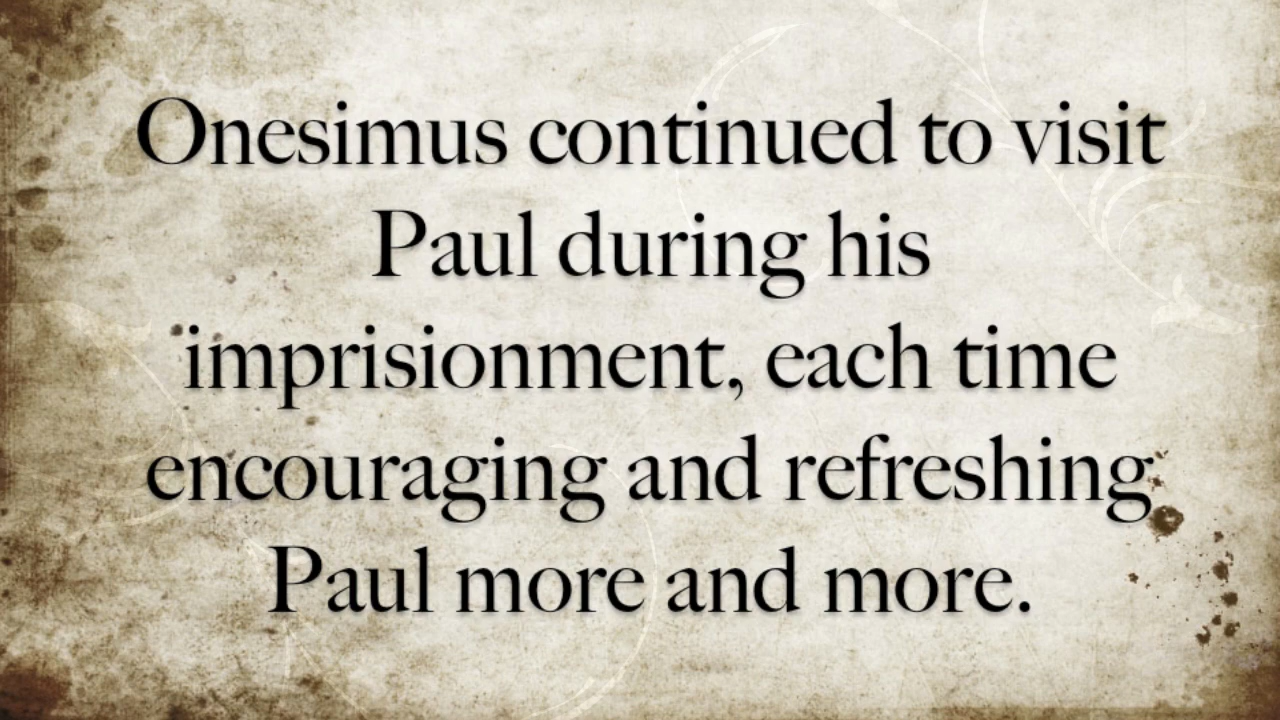 Onesimus continued to visit
Paul during his
imprisionment, each time
encouraging and refreshing
Paul more and more.